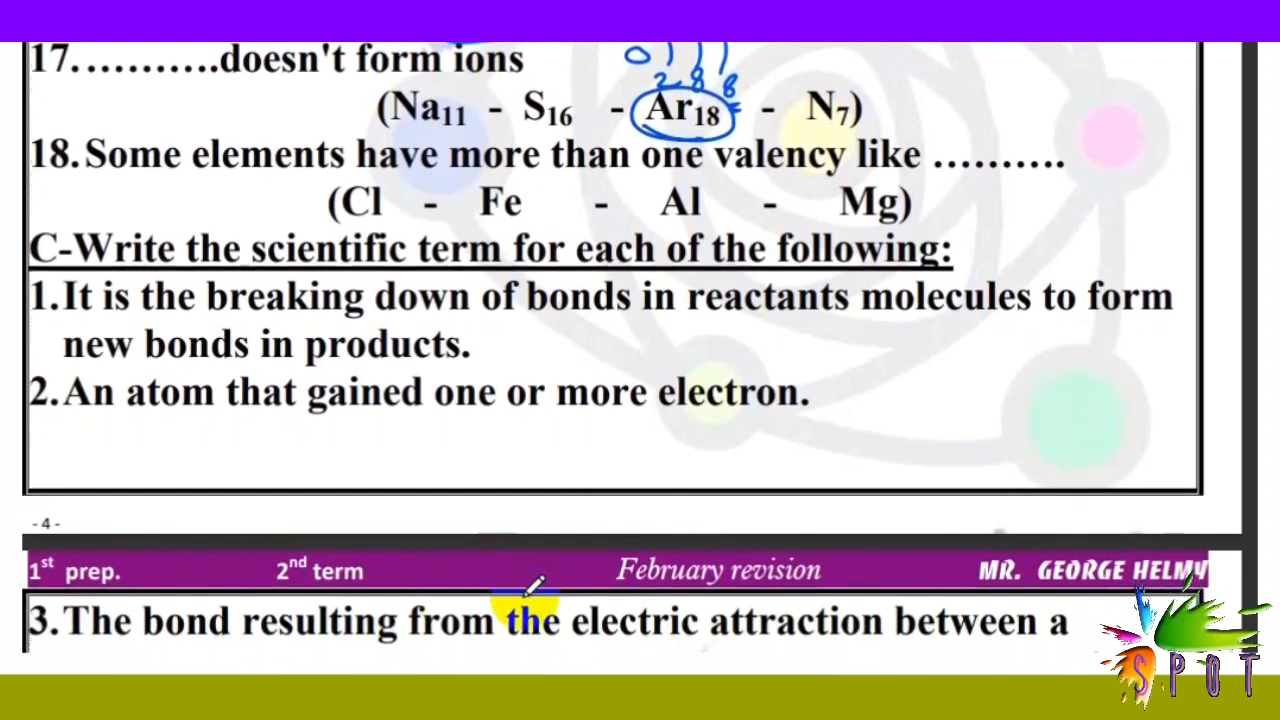 17...........doesn't form ions
2 8 8
(Na₁₁ - S₁₆ - Ar₁₈ - N₇)
18.Some elements have more than one valency like ..........
(Cl - Fe - Al - Mg)
C-Write the scientific term for each of the following:
1.It is the breaking down of bonds in reactants molecules to form
new bonds in products.
2.An atom that gained one or more electron.
- 4 -
1st prep. 2nd term February revision MR. GEORGE HELMY
3.The bond resulting from the electric attraction between a
SPOT